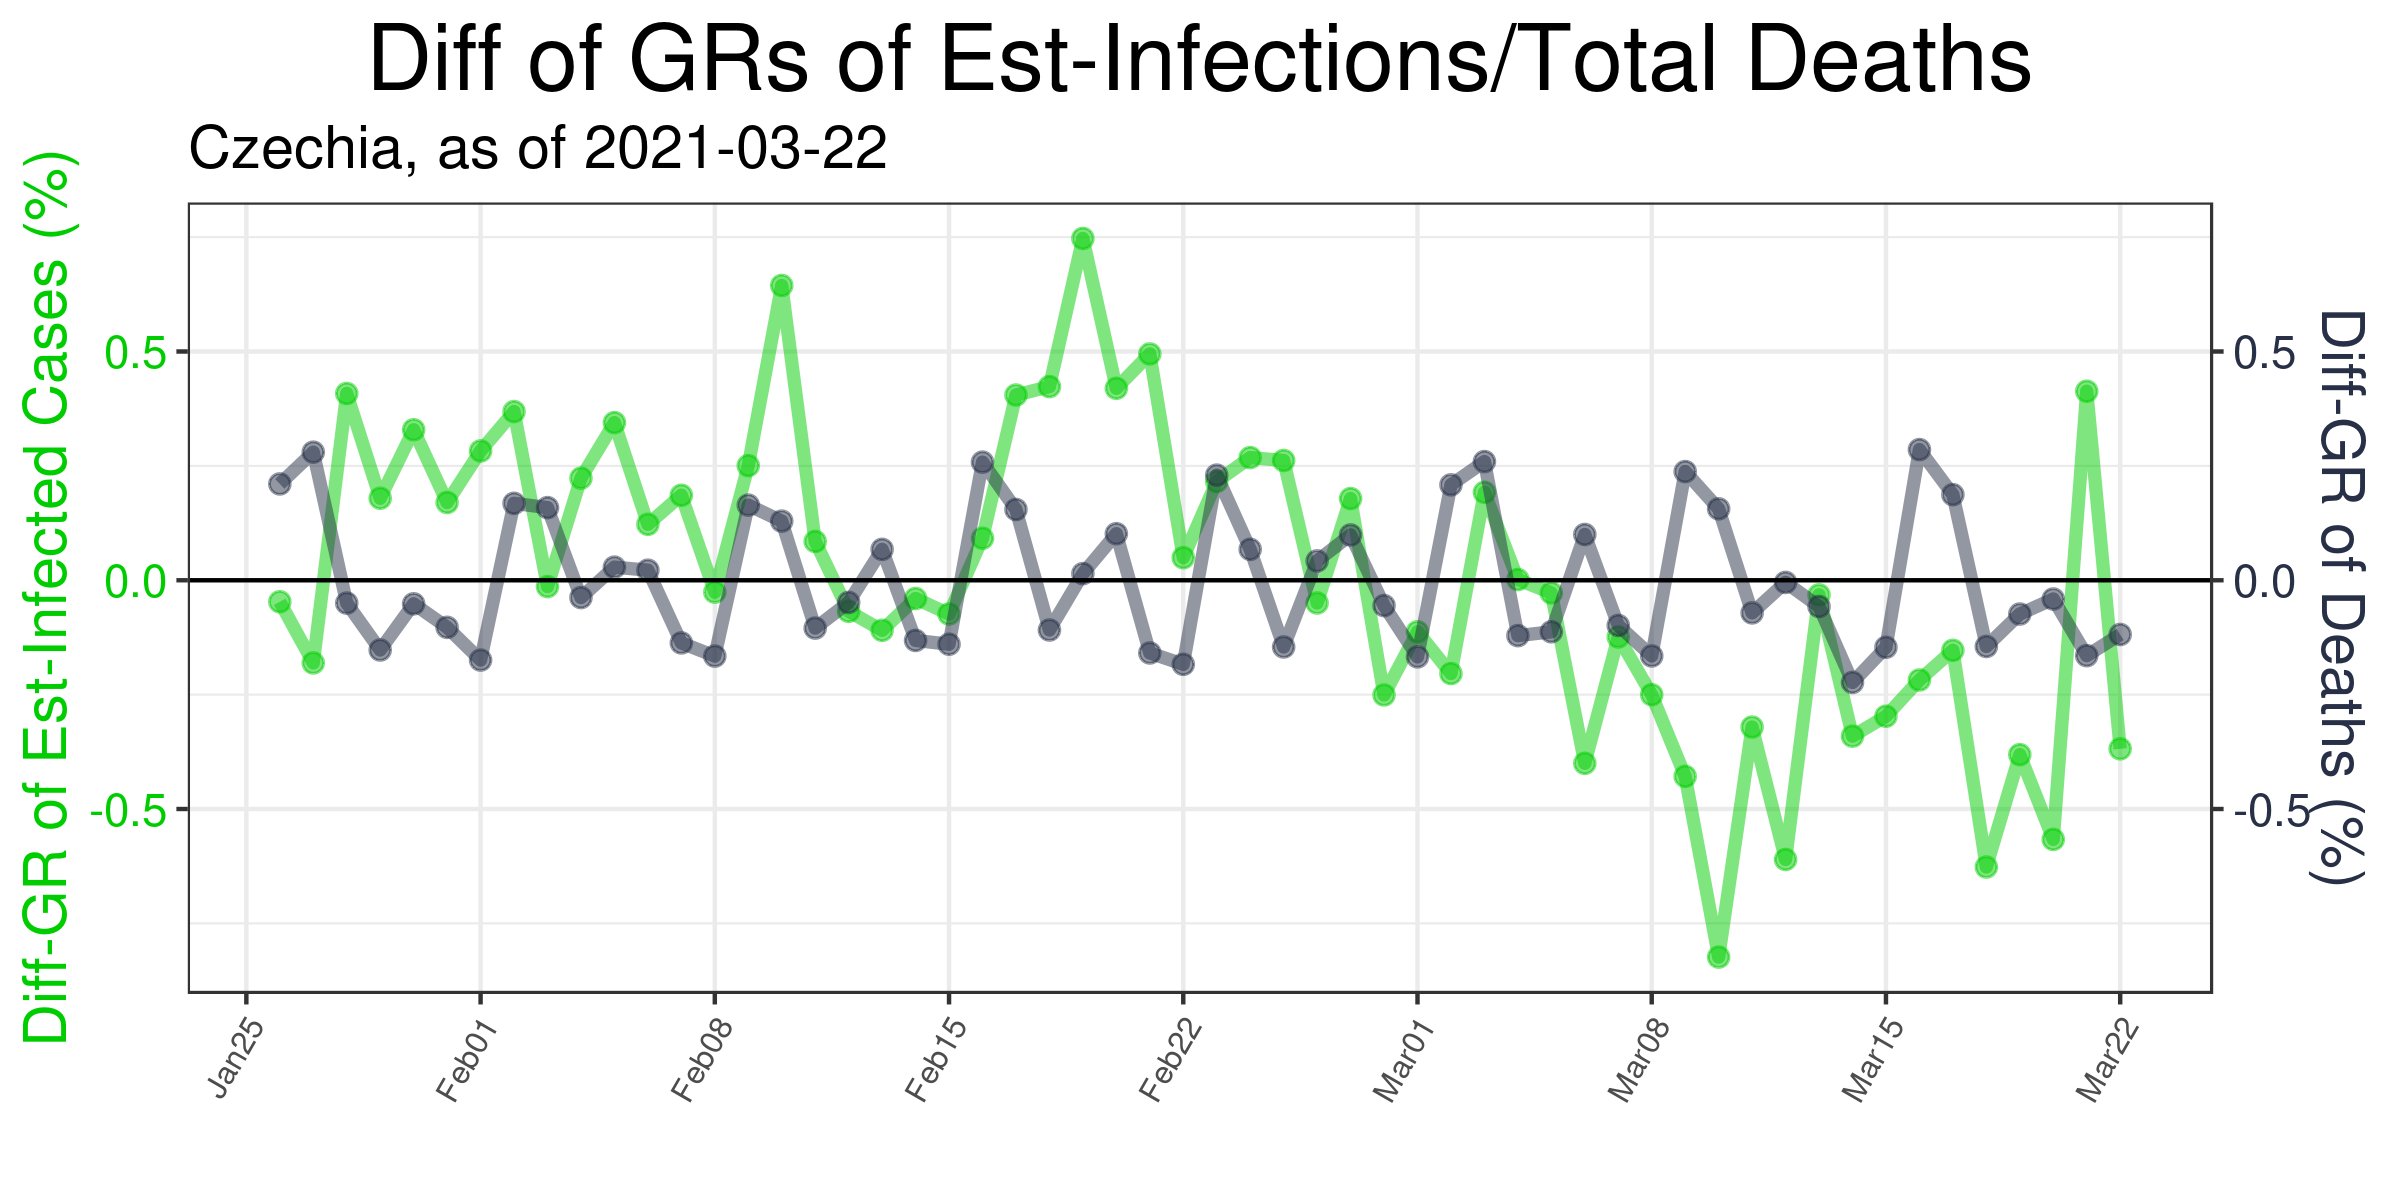 Diff of GRs of Est-Infections/Total Deaths
Czechia, as of 2021-03-22
Diff-GR of Est-Infected Cases (%)
0.5
0.0
-0.5
0.5
0.0
-0.5
Diff-GR of Deaths (%)
Jan25
Feb01
Feb08
Feb15
Feb22
Mar01
Mar08
Mar15
Mar22